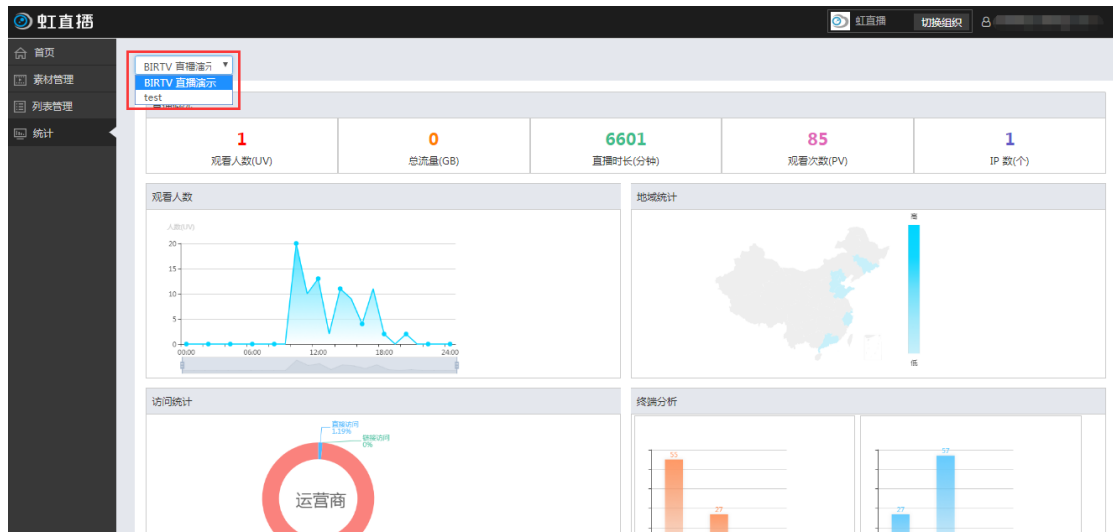 虹直播
虹直播 切换组织
首页
素材管理
列表管理
统计
BIRTV 直播演示
BIRTV 直播演示
test
1
观看人数(UV)
0
总流量(GB)
6601
直播时长(分钟)
85
观看次数(PV)
1
IP 数(个)
观看人数
人数(UV)
20
15
10
5
0
00:00 06:00 12:00 18:00 24:00
地域统计
高
低
访问统计
直接访问
1.19%
链接访问
0%
运营商
终端分析
55
27
27
57